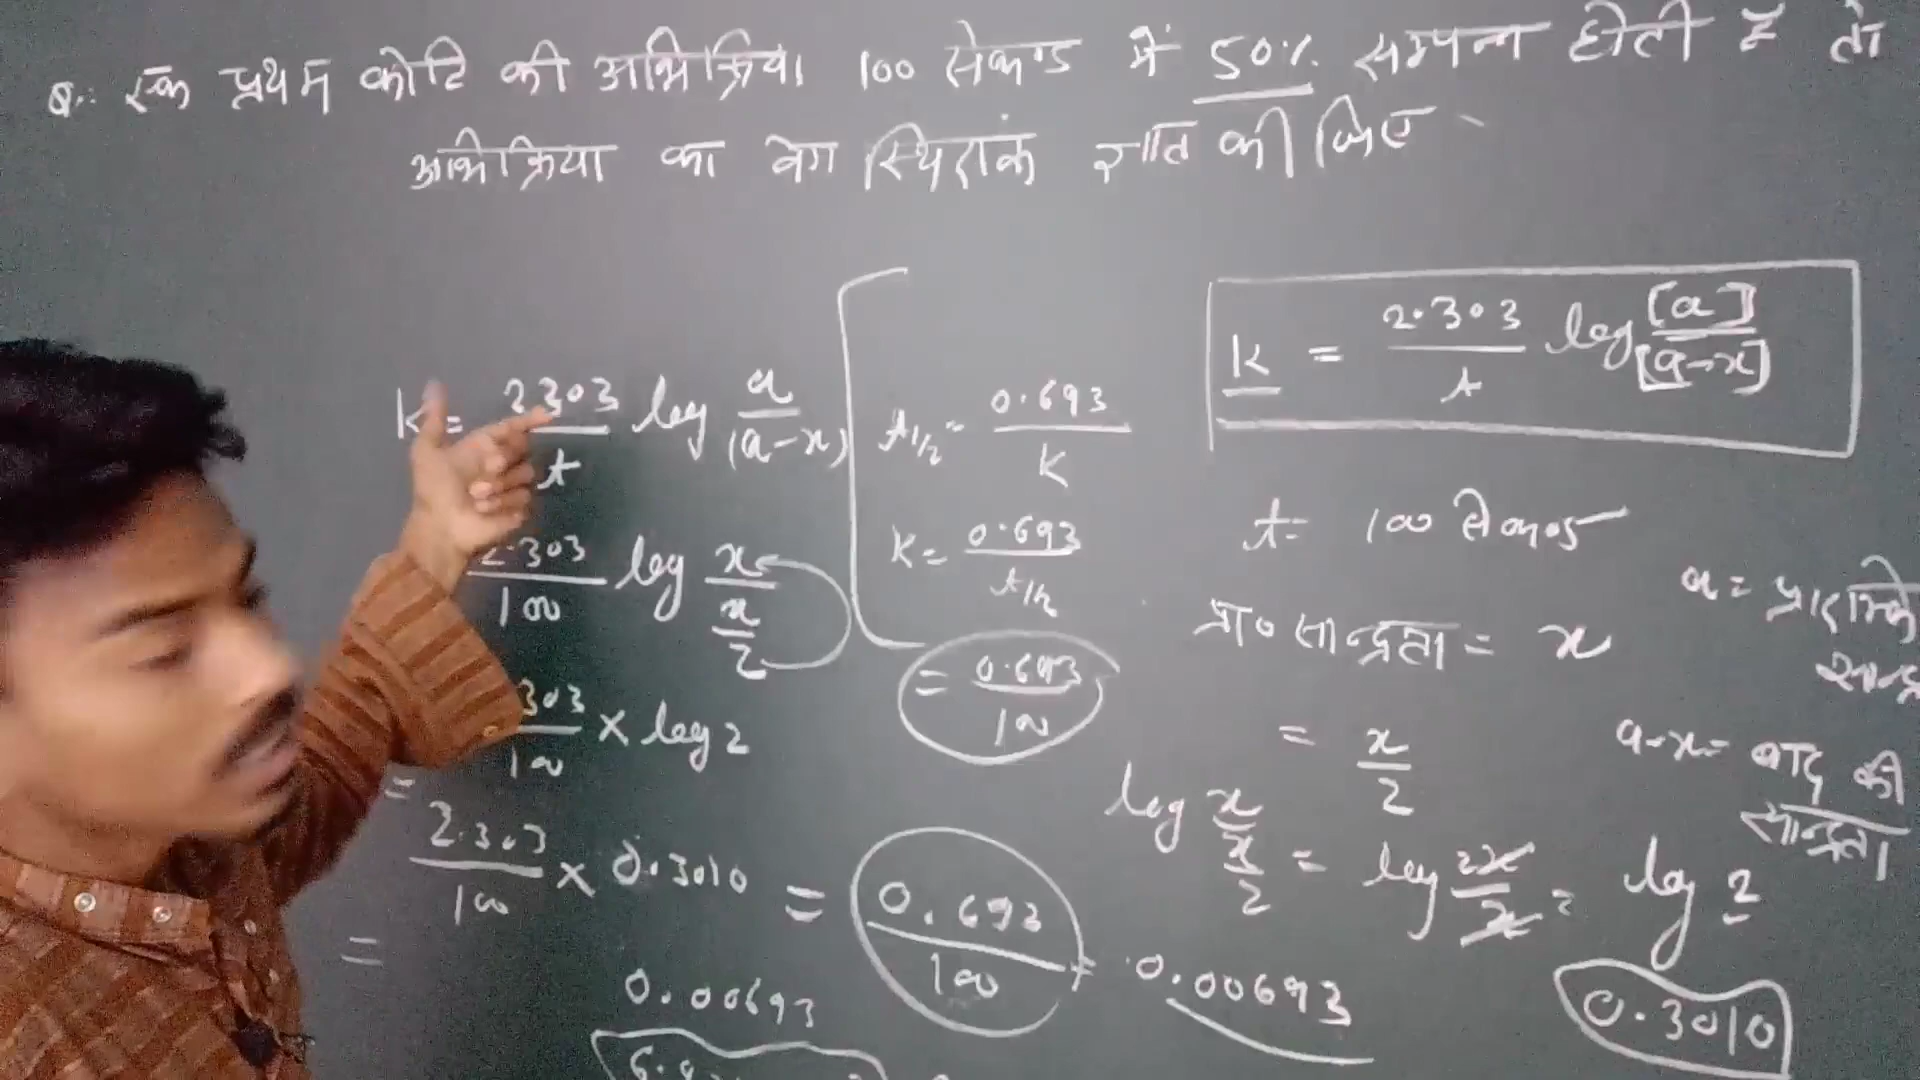 प्रः एक प्रथम कोटि की अभिक्रिया 100 सेकण्ड में 50% सम्पन्न होती है तो
अभिक्रिया का वेग स्थिरांक ज्ञात कीजिए
K = 2.303/t log [a]/[a-x]
K = 2.303/t log a/(a-x)
2.303/100 log x/(x/2)
303/100 × log 2
= 2.303/100 × 0.3010 = 0.693/100 = 0.00693
= 0.00693
t1/2 = 0.693/K
K = 0.693/t1/2
= 0.693/100
t = 100 सेकण्ड
प्रा० सान्द्रता = x
= x/2
log x/(x/2) = log 2x/x = log 2
0.3010
a = प्रारम्भिक
a-x = बाद की
सान्द्रता